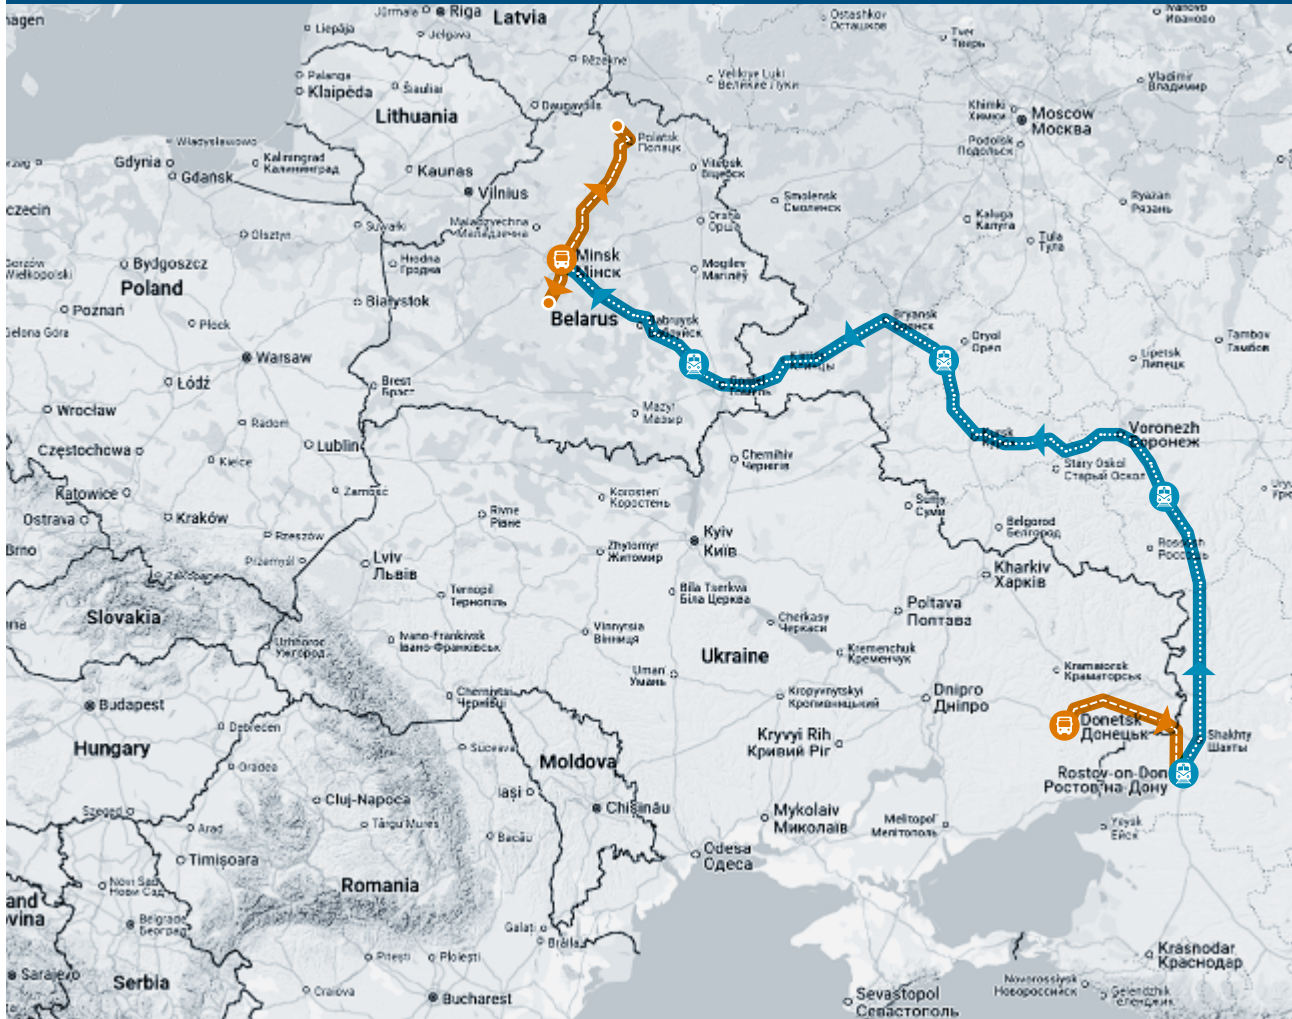 Riga
Latvia
Jūrmala
Jelgava
Liepāja
Rēzekne
Ostashkov
Осташков
Tver
Тверь
Ivanovo
Иваново
Palanga
Klaipėda
Šiauliai
Lithuania
Daugavpils
Velikiye Luki
Великие Луки
Vladimir
Владимир
Khimki
Химки
Moscow
Москва
Podolsk
Подольск
Władysławowo
Gdynia
Gdańsk
Kaliningrad
Калининград
Kaunas
Vilnius
Polatsk
Полацк
Vitebsk
Віцебск
Smolensk
Смоленск
Ryazan
Рязань
Kaluga
Калуга
Tula
Тула
Olsztyn
Suwałki
Maladzyechna
Маладзечна
Orsha
Орша
Hrodna
Гродна
Minsk
Мінск
Mogilev
Магілёў
Gorzów
Wielkopolski
Bydgoszcz
Poland
Poznań
Płock
Białystok
Belarus
Warsaw
Bryansk
Oryol
Орел
Lipetsk
Липецк
Tambov
Тамбов
Łódź
Brest
Брэст
Wrocław
Radom
Lublin
Mazyr
Мазыр
Voronezh
Воронеж
Częstochowa
Kielce
Chernihiv
Чернігів
Stary Oskol
Старый Оскол
Katowice
Zamość
Korosten
Коростень
Ostrava
Kraków
Rivne
Рівне
Суми
Belgorod
Белгород
Brno
Rzeszów
Przemyśl
Kyiv
Київ
Zhytomyr
Житомир
Lviv
Львів
Zakopane
Kharkiv
Харків
Ternopil
Тернопіль
Bila Tserkva
Біла Церква
Poltava
Полтава
Slovakia
Cherkasy
Черкаси
Uzhhorod
Ужгород
Ivano-Frankivsk
Івано-Франківськ
Vinnytsia
Вінниця
Ukraine
Kremenchuk
Кременчук
Uman
Умань
Kramatorsk
Краматорськ
Budapest
Chernivtsi
Чернівці
Kropyvnytskyi
Кропивницький
Dnipro
Дніпро
Donetsk
Донецьк
Debrecen
Hungary
Suceava
Moldova
Kryvyi Rih
Кривий Ріг
Shakhty
Шахты
Oradea
Rostov-on-Don
Ростов-на-Дону
Iași
Cluj-Napoca
Chișinău
Szeged
Arad
Târgu Mureș
Bacău
Mykolaiv
Миколаїв
Melitopol
Мелітополь
Yeysk
Ейск
Timișoara
Odesa
Одеса
Romania
Novi Sad
Нови Сад
Belgrade
Београд
Galați
Brăila
Sarajevo
Serbia
Pitești
Ploiești
Craiova
Bucharest
Krasnodar
Краснодар
Novorossiysk
Новороссийск
Gelendzhik
Sevastopol
Севастополь